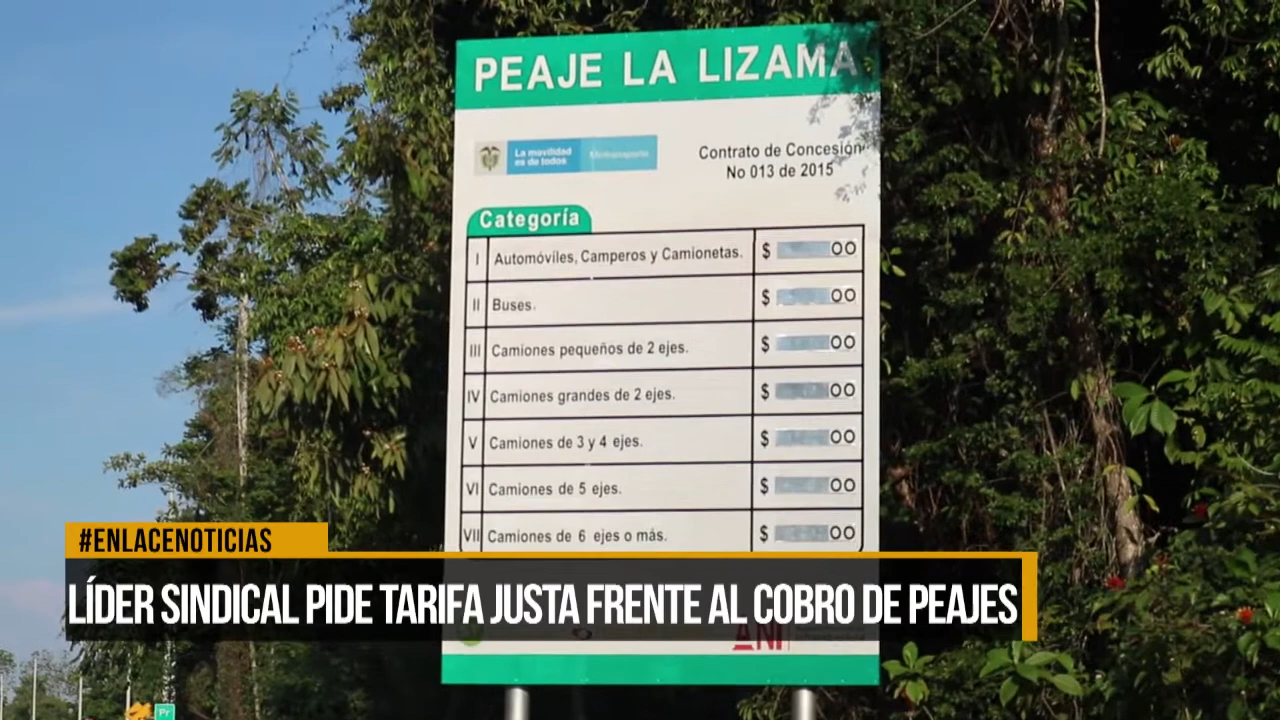 PEAJE LA LIZAMA
La movilidad
es de todos
Mintransporte
Contrato de Concesión
No 013 de 2015
Categoría
I Automóviles, Camperos y Camionetas. $ 00
II Buses. $ 00
III Camiones pequeños de 2 ejes. $ 00
IV Camiones grandes de 2 ejes. $ 00
V Camiones de 3 y 4 ejes. $ 00
VI Camiones de 5 ejes. $ 00
VII Camiones de 6 ejes o más. $ 00
#ENLACENOTICIAS
LÍDER SINDICAL PIDE TARIFA JUSTA FRENTE AL COBRO DE PEAJES
ANI
Pr